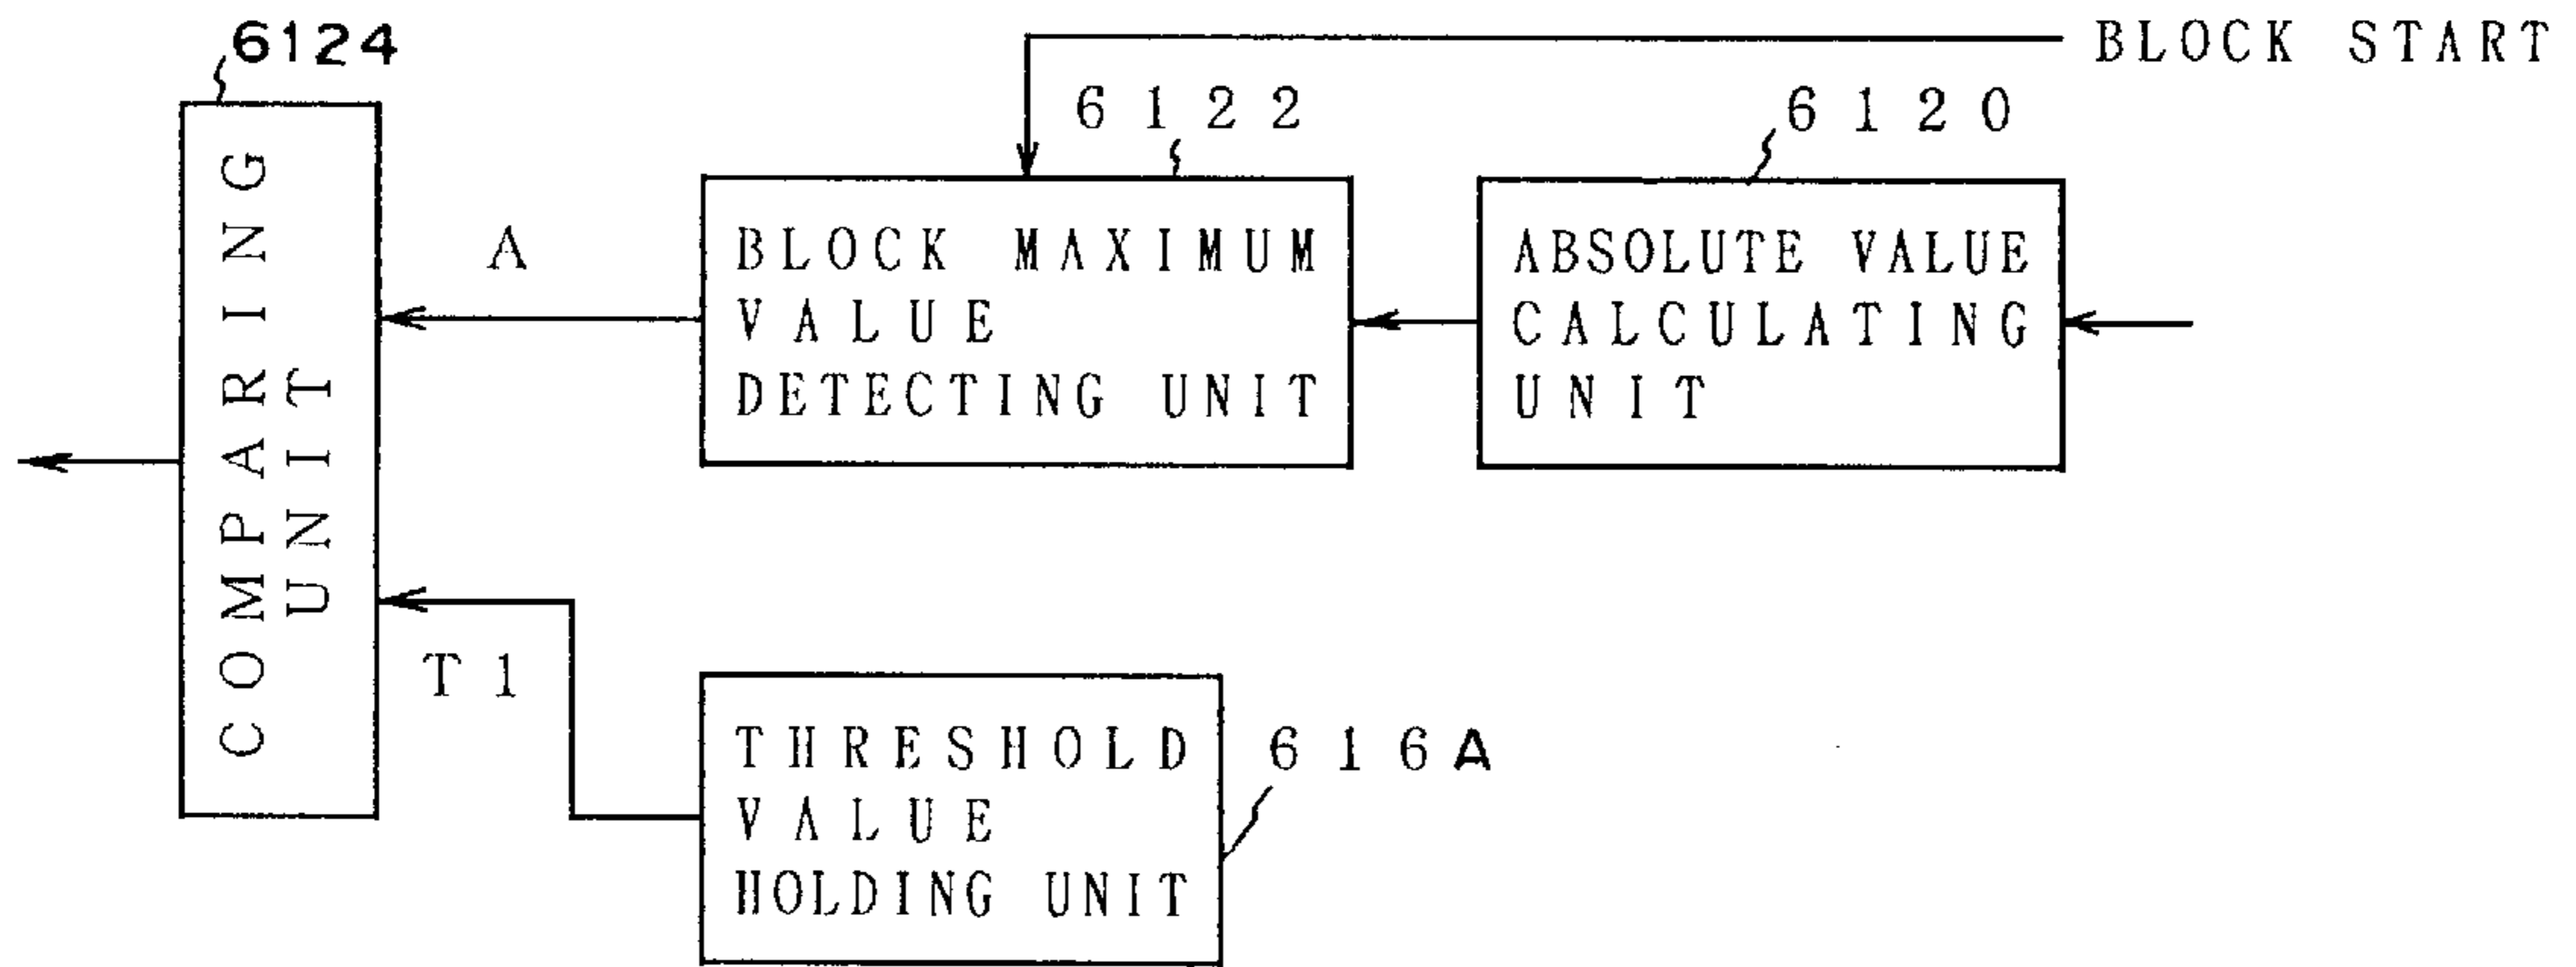 6124
BLOCK START
6122
6120
COMPARING
UNIT
A
BLOCK MAXIMUM
VALUE
DETECTING UNIT
ABSOLUTE VALUE
CALCULATING
UNIT
T1
THRESHOLD
VALUE
HOLDING UNIT
616A